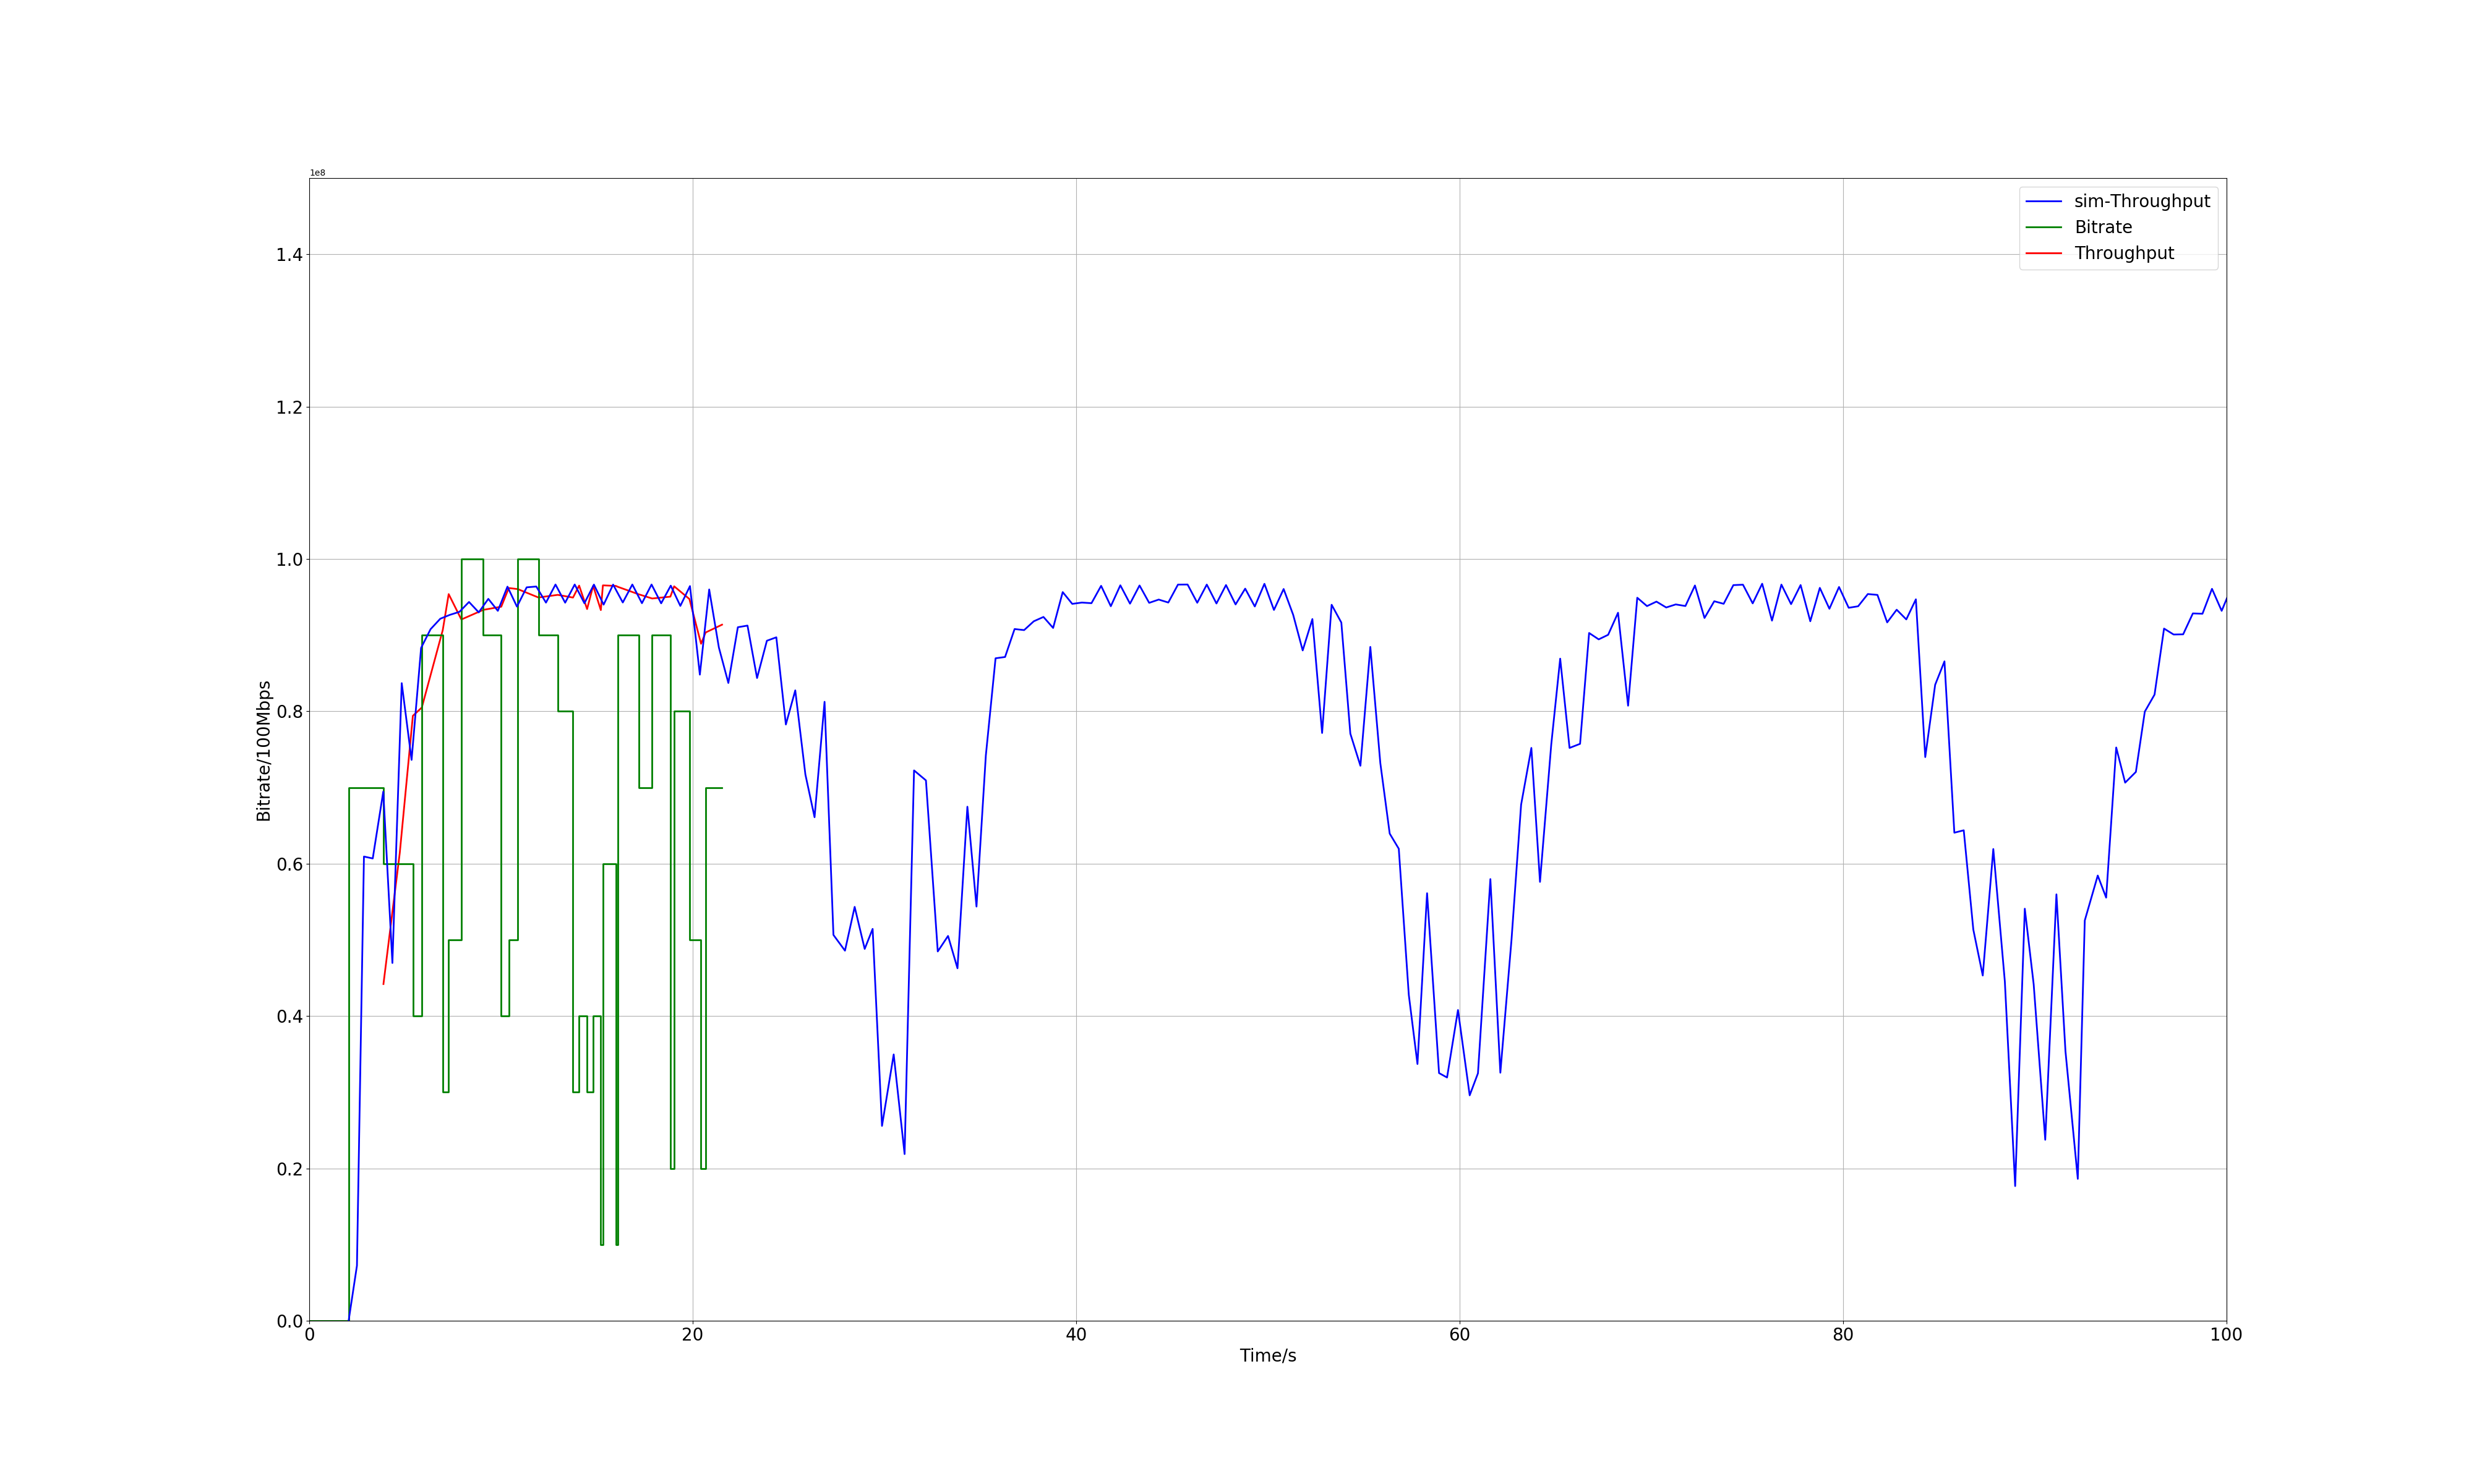 1e8
sim-Throughput
Bitrate
Throughput
1.4
1.2
1.0
0.8
0.6
0.4
0.2
0.0
Bitrate/100Mbps
0 20 40 60 80 100
Time/s